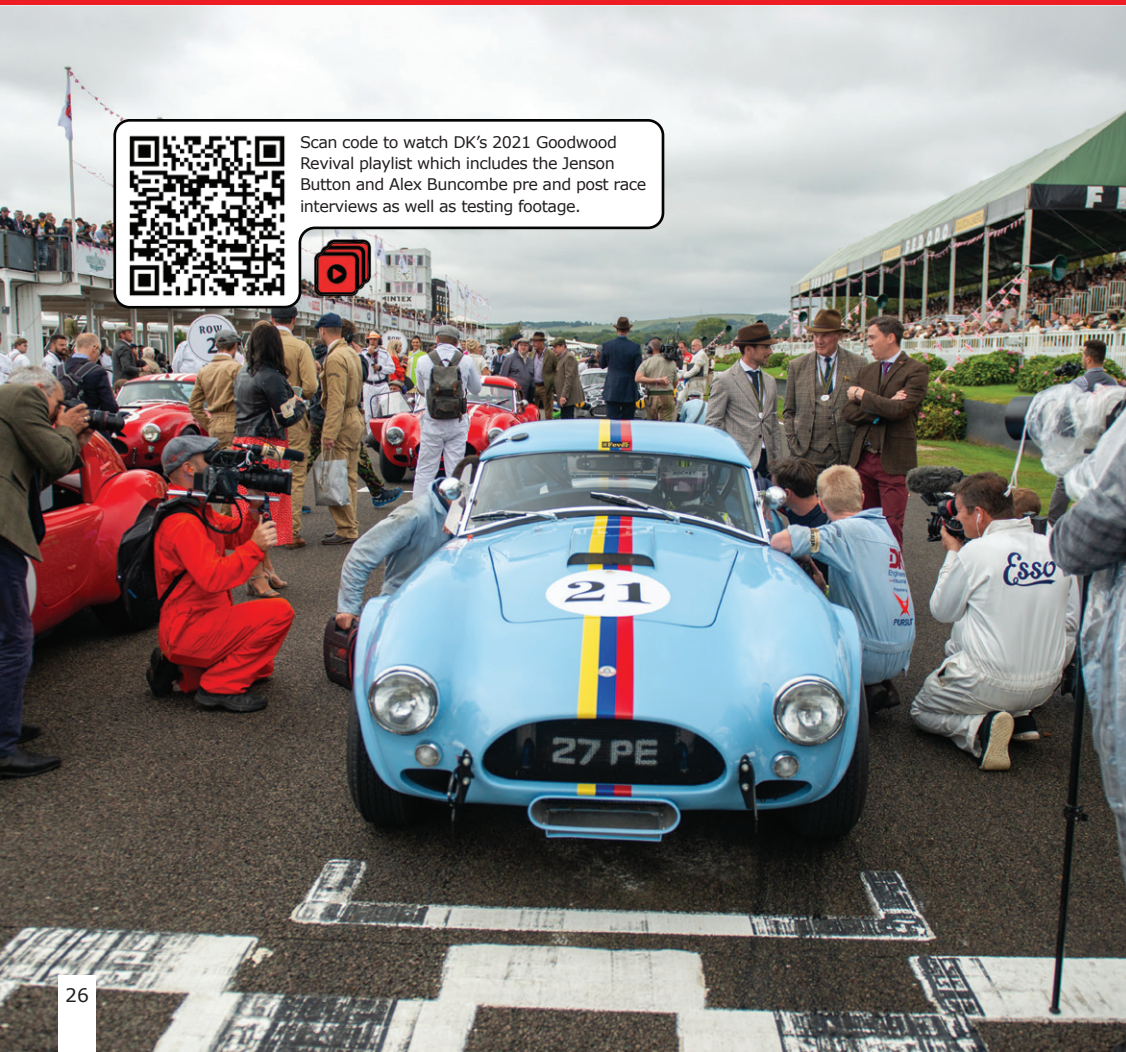 Scan code to watch DK’s 2021 Goodwood
Revival playlist which includes the Jenson
Button and Alex Buncombe pre and post race
interviews as well as testing footage.
ROW
2
21
27 PE
Esso
PURSUIT
26